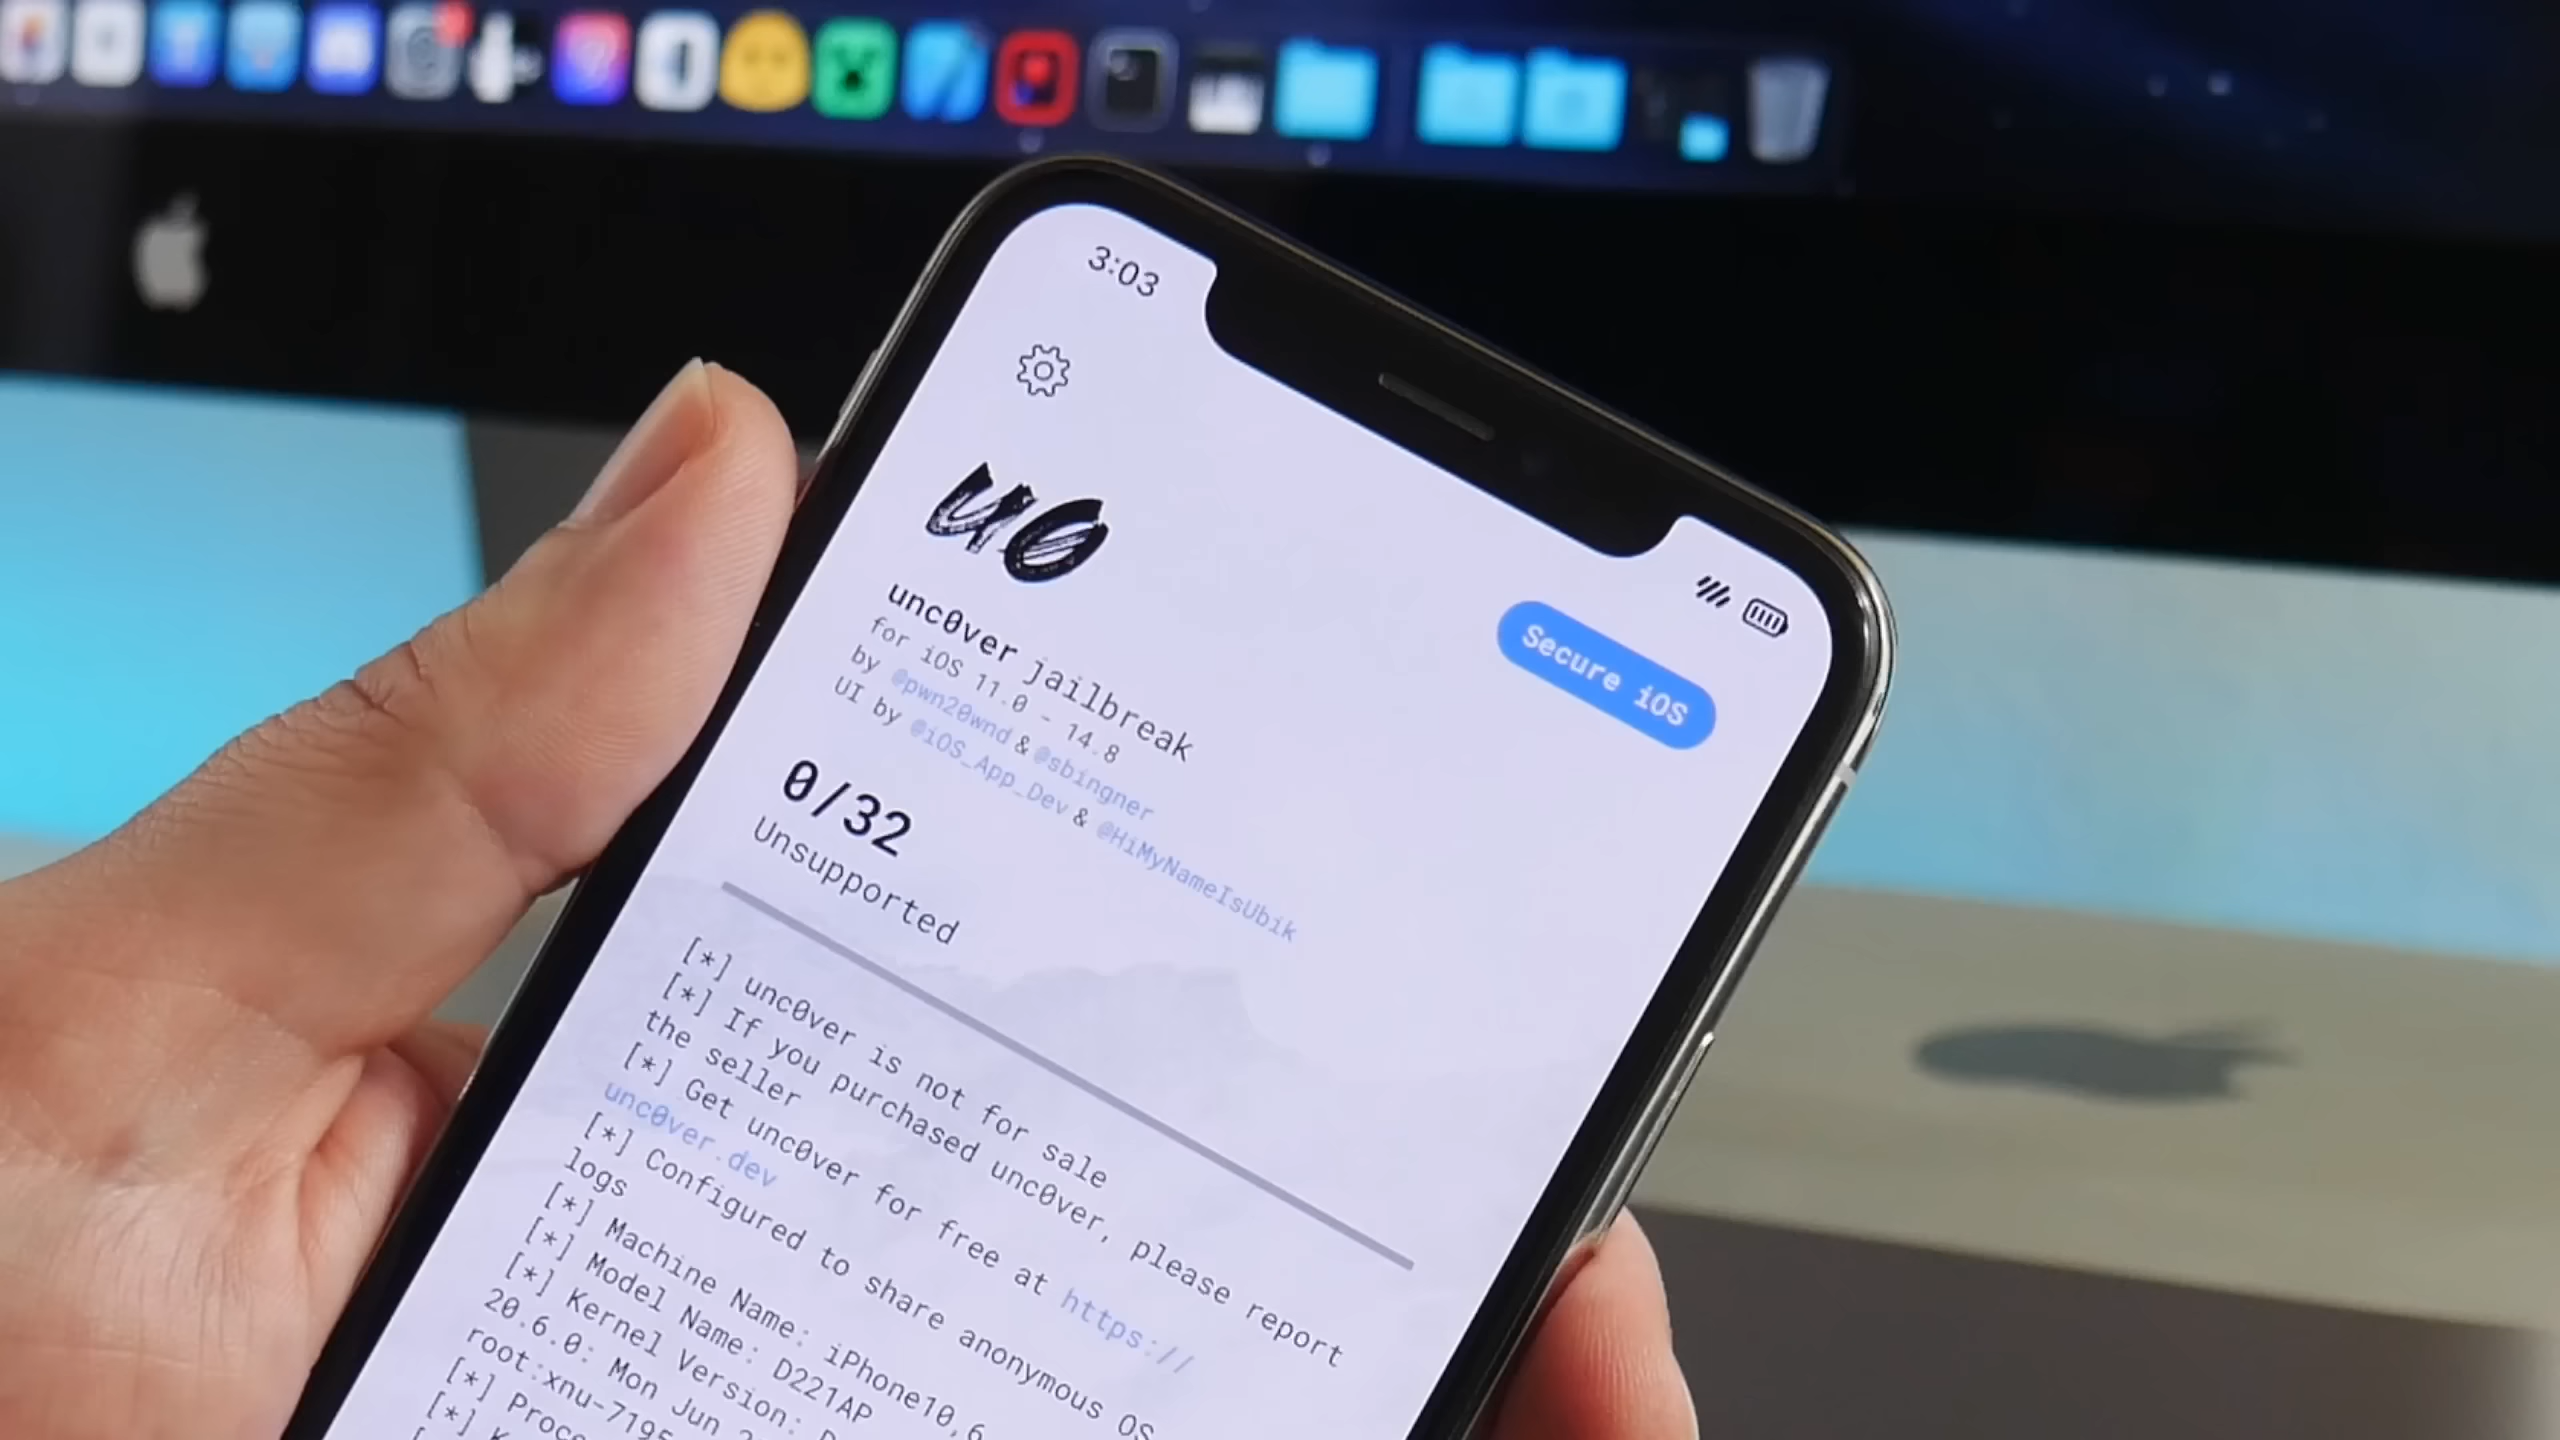 3:03
uo
Secure iOS
unc0ver jailbreak
for iOS 11.0 - 14.8
by @pwn20wnd & @sbingner
UI by @iOS_App_Dev & @HiMyNameIsUbik
0/32
Unsupported
[*] unc0ver is not for sale
[*] If you purchased unc0ver, please report
the seller
[*] Get unc0ver for free at https://
unc0ver.dev
[*] Configured to share anonymous OS
logs
[*] Machine Name: iPhone10,6
[*] Model Name: D221AP
[*] Kernel Version:
20.6.0: Mon Jun
root:xnu-7195
[*]
[*]